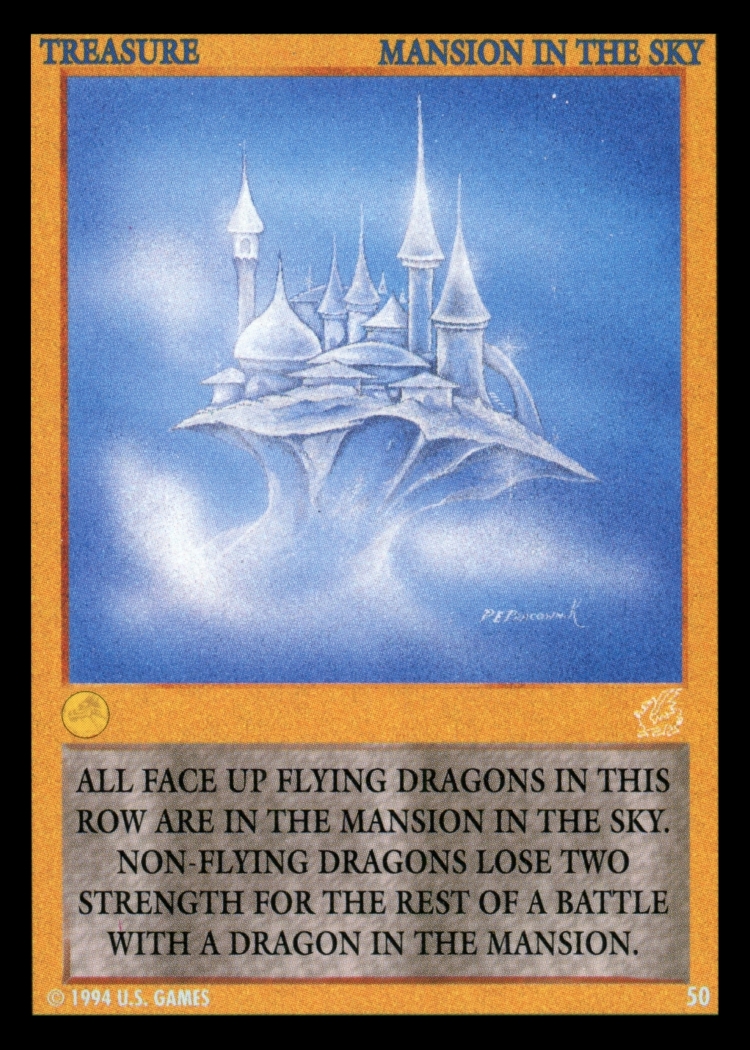 TREASURE MANSION IN THE SKY
ALL FACE UP FLYING DRAGONS IN THIS
ROW ARE IN THE MANSION IN THE SKY.
NON-FLYING DRAGONS LOSE TWO
STRENGTH FOR THE REST OF A BATTLE
WITH A DRAGON IN THE MANSION.
© 1994 U.S. GAMES 50